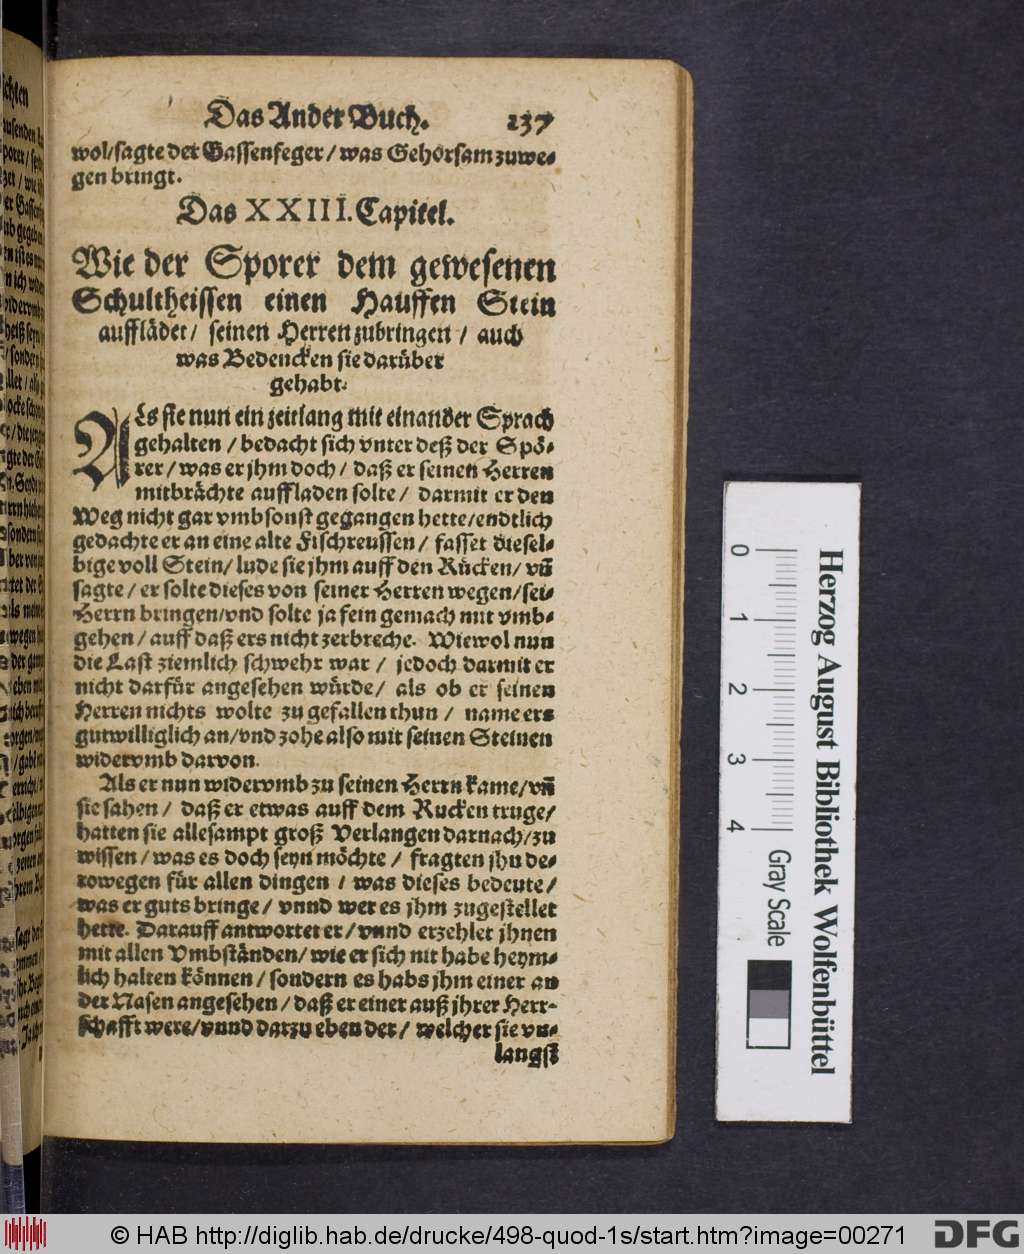 Das Ander Buch. 237
wol/sagte der Gassenfeger/was Gehorsam zuwe-
gen bringt.
Das XXIII. Capitel.
Wie der Sporer dem gewesenen
Schultheissen einen Hauffen Stein
aufflädet/ seinen Herren zubringen/ auch
was Bedencken sie darüber
gehabt.
ALs sie nun ein zeitlang mit einander Sprach
gehalten/ bedacht sich vnter deß der Spö-
rer/was er jhm doch/ daß er seinen Herren
mitbrächte auffladen solte/ darmit er den
Weg nicht gar vmbsonst gegangen hette/endtlich
gedachte er an eine alte Fischreussen/ fasset diesel-
bige voll Stein/lude sie jhm auff den Rücken/ vñ
sagte/ er solte dieses von seiner Herren wegen/sei-
Herrn bringen/vnd solte ja fein gemach mit vmb-
gehen/ auff daß ers nicht zerbreche. Wiewol nun
die Last ziemlich schwehr war/ jedoch darmit er
nicht darfür angesehen würde/ als ob er seinen
Herren nichts wolte zu gefallen thun/ name ers
gutwilliglich an/vnd zohe also mit seinen Steinen
widervmb darvon.
Als er nun widervmb zu seinen Herrn kame/vñ
sie sahen/ daß er etwas auff dem Rucken truge/
hatten sie allesampt groß Verlangen darnach/zu
wissen/was es doch seyn möchte/ fragten jhn de-
rowegen für allen dingen/ was dieses bedeute/
was er guts bringe/ vnnd wer es jhm zugestellet
hette. Darauff antwortet er/vnnd erzehlet jhnen
mit allen Vmbständen/wie er sich nit habe heym-
lich halten können/sondern es habs jhm einer an
der Nasen angesehen/daß er einer auß jhrer Herr-
schafft were/vnnd darzu eben der/ welcher sie vn-
langst
0 1 2 3 4
Gray Scale
Herzog August Bibliothek Wolfenbüttel
© HAB http://diglib.hab.de/drucke/498-quod-1s/start.htm?image=00271
DFG